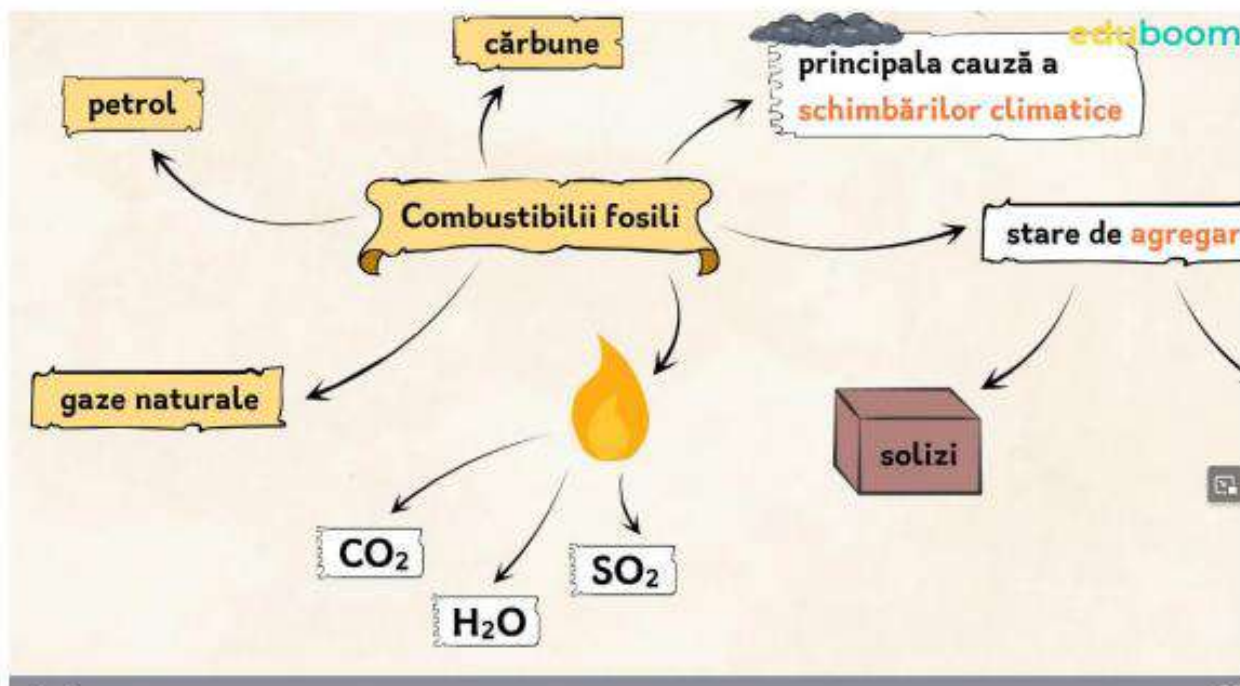 cărbune
eduboom
principala cauză a
schimbărilor climatice
petrol
Combustibilii fosili
stare de agregar
gaze naturale
solizi
CO₂
SO₂
H₂O